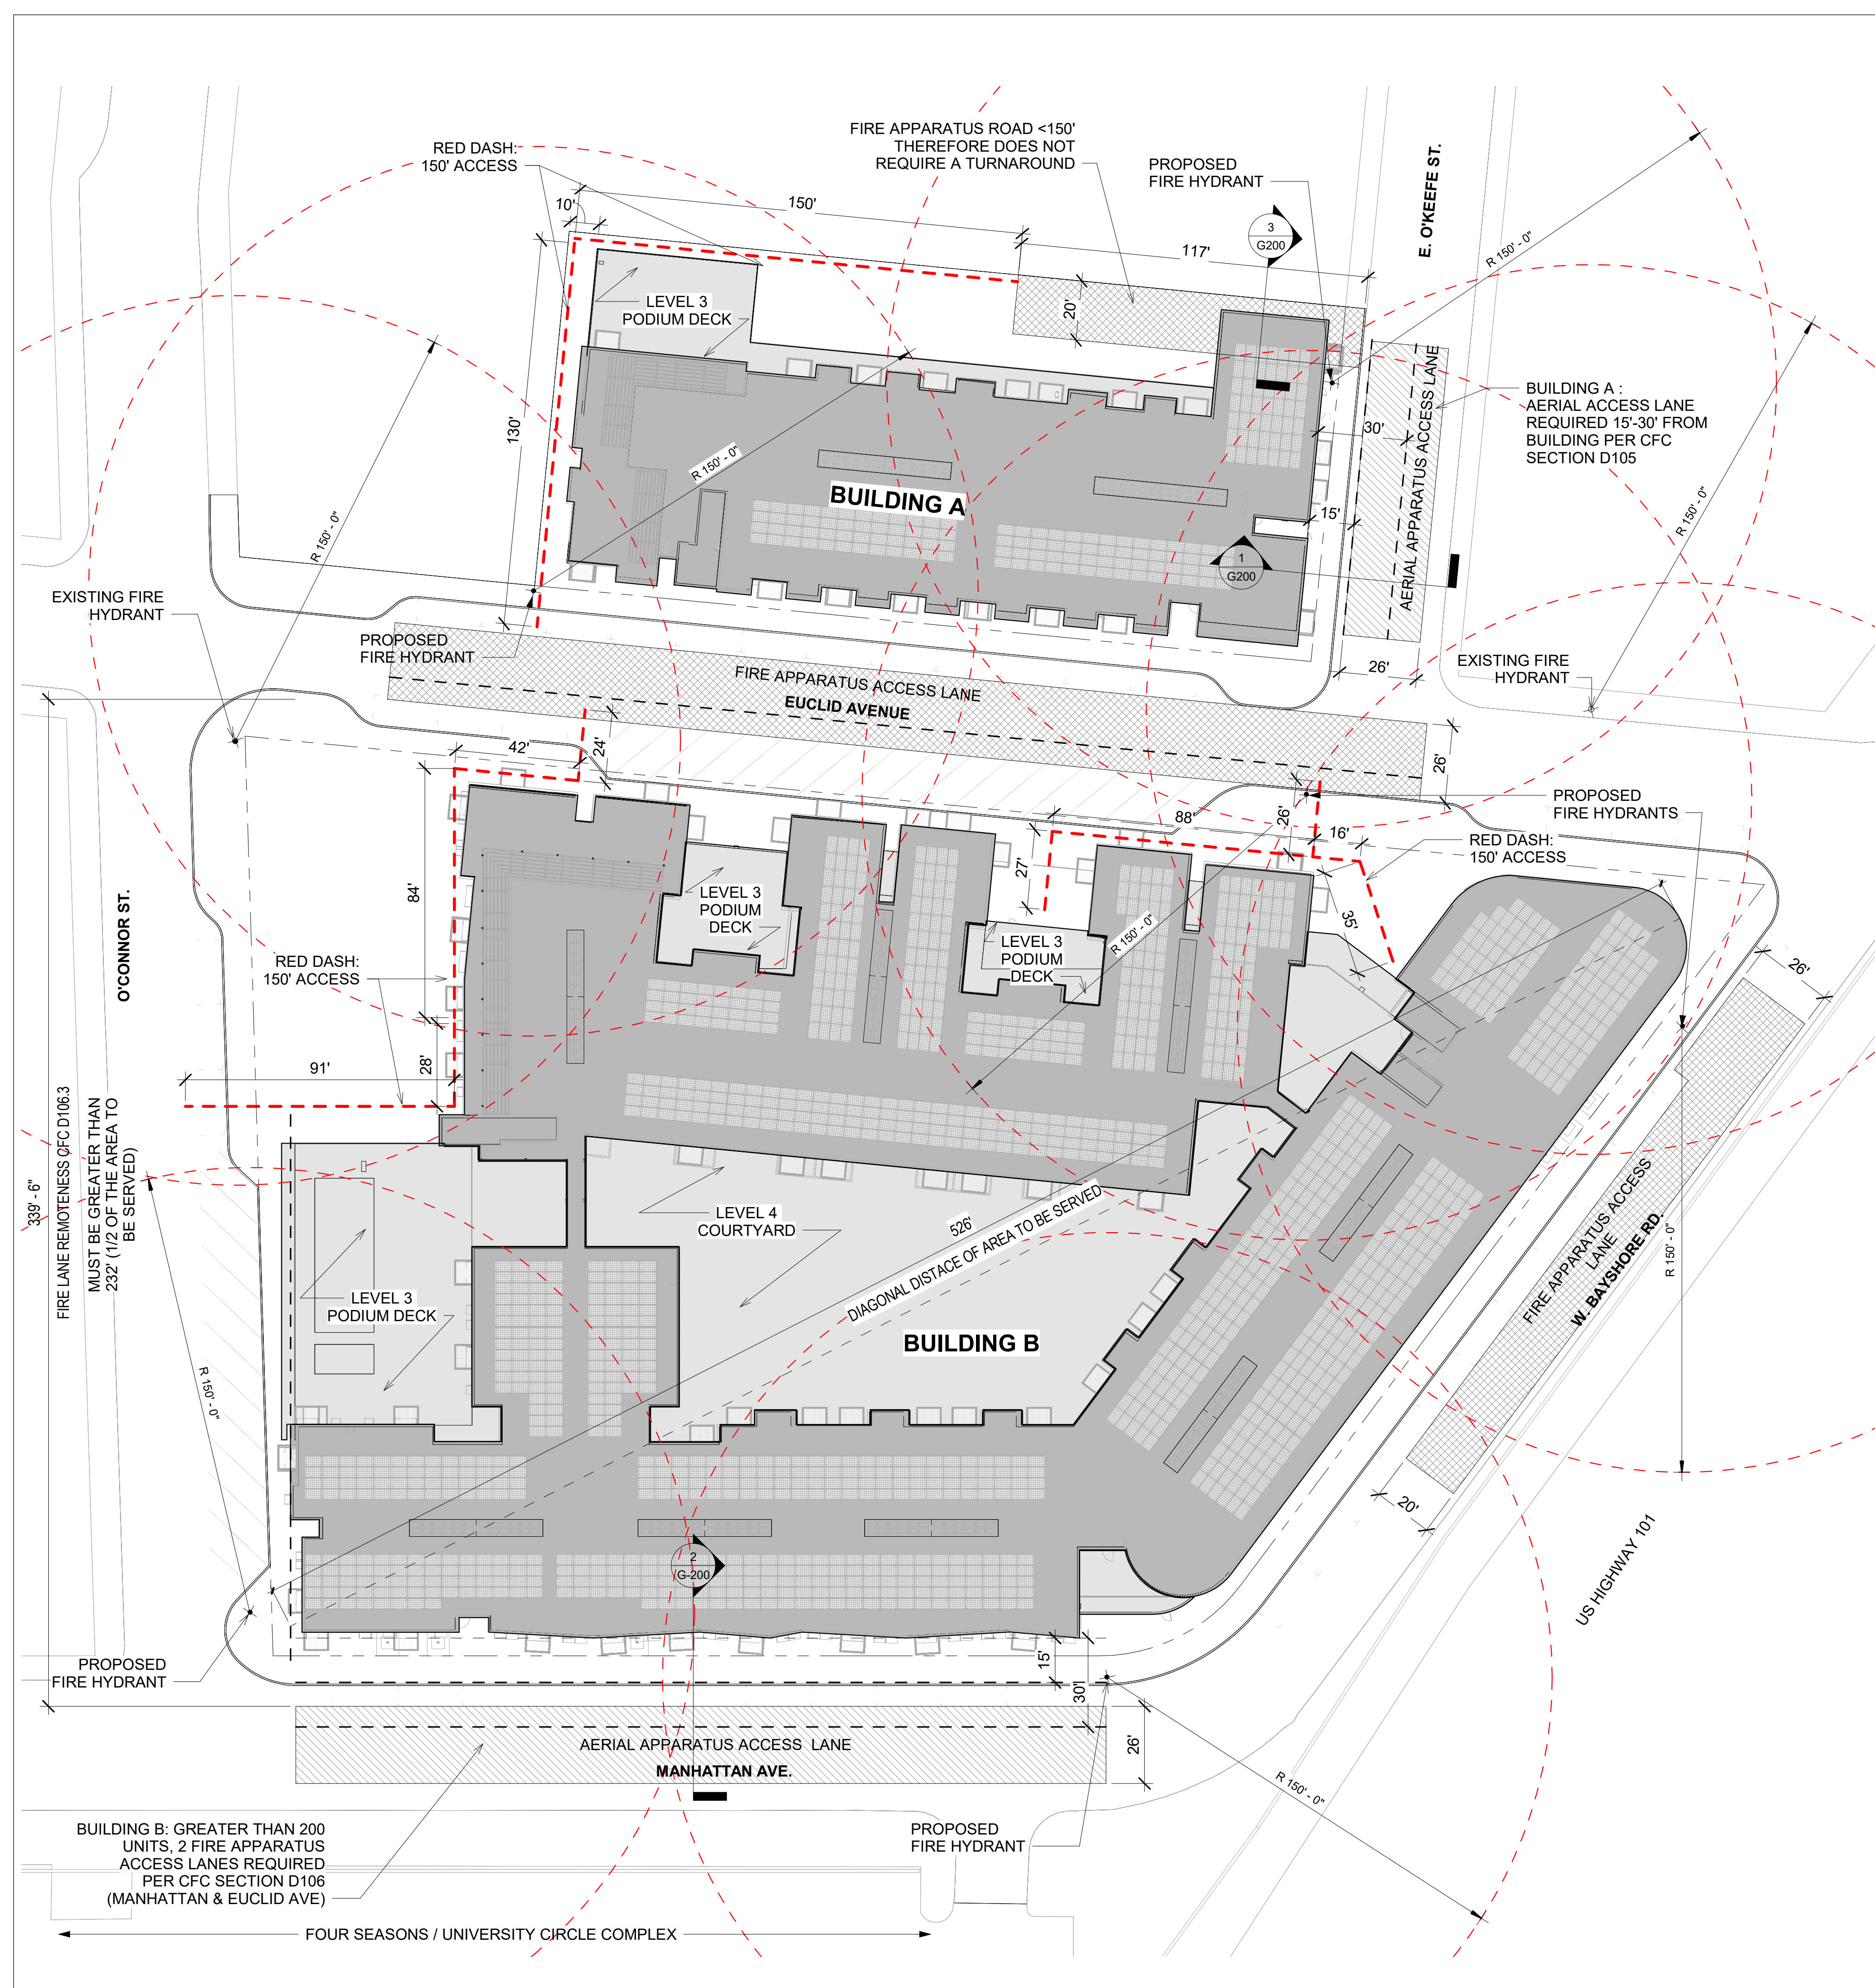 FIRE APPARATUS ROAD <150'
THEREFORE DOES NOT
REQUIRE A TURNAROUND
RED DASH:
150' ACCESS
PROPOSED
FIRE HYDRANT
E. O'KEEFE ST.
10'
150'
117'
3
G200
R 150' - 0"
20'
LEVEL 3
PODIUM DECK
130'
R 150' - 0"
BUILDING A
30'
15'
AERIAL APPARATUS ACCESS LANE
AERIAL APPARATUS ACCESS LANE
BUILDING A :
AERIAL ACCESS LANE
REQUIRED 15'-30' FROM
BUILDING PER CFC
SECTION D105
R 150' - 0"
R 150' - 0"
1
G200
EXISTING FIRE
HYDRANT
PROPOSED
FIRE HYDRANT
FIRE APPARATUS ACCESS LANE
EUCLID AVENUE
26'
EXISTING FIRE
HYDRANT
42'
24'
26'
PROPOSED
FIRE HYDRANTS
88'
26'
16'
RED DASH:
150' ACCESS
27'
35'
84'
LEVEL 3
PODIUM
DECK
LEVEL 3
PODIUM
DECK
R 150' - 0"
O'CONNOR ST.
RED DASH:
150' ACCESS
26'
91'
28'
339' - 6"
FIRE LANE REMOTENESS CFC D106.3
MUST BE GREATER THAN
232' (1/2 OF THE AREA TO
BE SERVED)
LEVEL 4
COURTYARD
526'
DIAGONAL DISTACE OF AREA TO BE SERVED
LEVEL 3
PODIUM DECK
BUILDING B
FIRE APPARATUS ACCESS
LANE
W. BAYSHORE RD.
R 150' - 0"
R 150' - 0"
20'
US HIGHWAY 101
2
G-200
PROPOSED
FIRE HYDRANT
15'
30'
AERIAL APPARATUS ACCESS LANE
MANHATTAN AVE.
26'
R 150' - 0"
BUILDING B: GREATER THAN 200
UNITS, 2 FIRE APPARATUS
ACCESS LANES REQUIRED
PER CFC SECTION D106
(MANHATTAN & EUCLID AVE)
PROPOSED
FIRE HYDRANT
FOUR SEASONS / UNIVERSITY CIRCLE COMPLEX